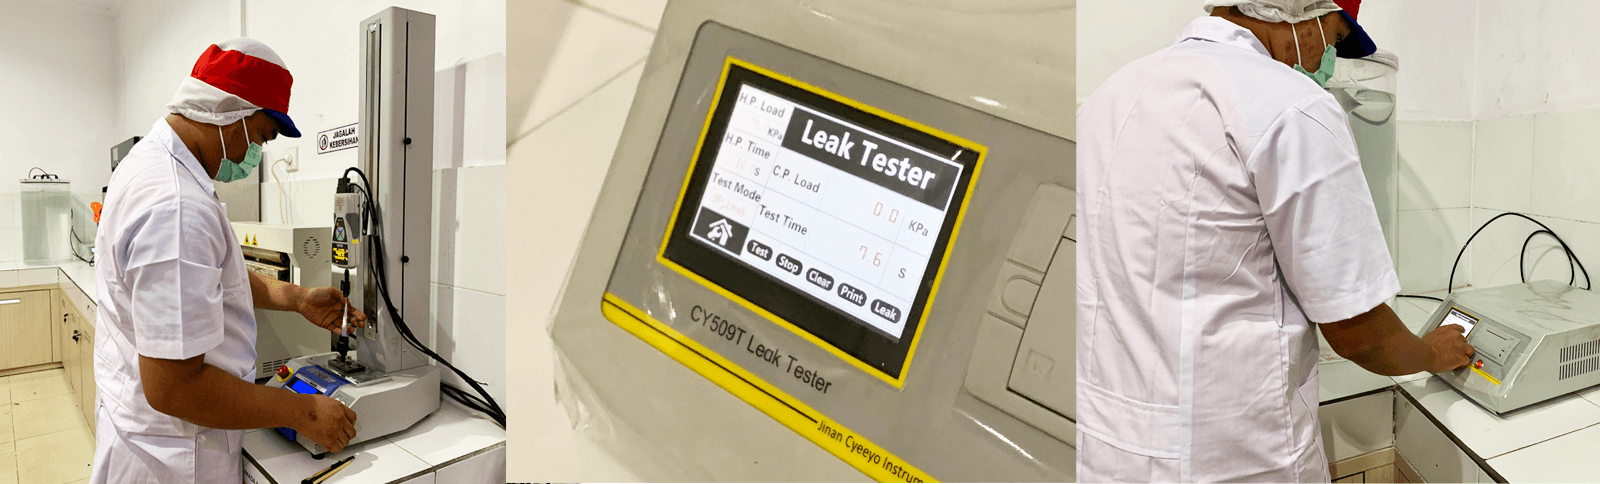 JAGALAH
KEBERSIHAN
H.P. Load
KPa
Leak Tester
H.P. Time
S
C.P. Load
0.0 KPa
Test Mode
Test Time
7.6 S
Test Stop Clear Print Leak
CY509T Leak Tester
Jinan Cyeeyo Instrum